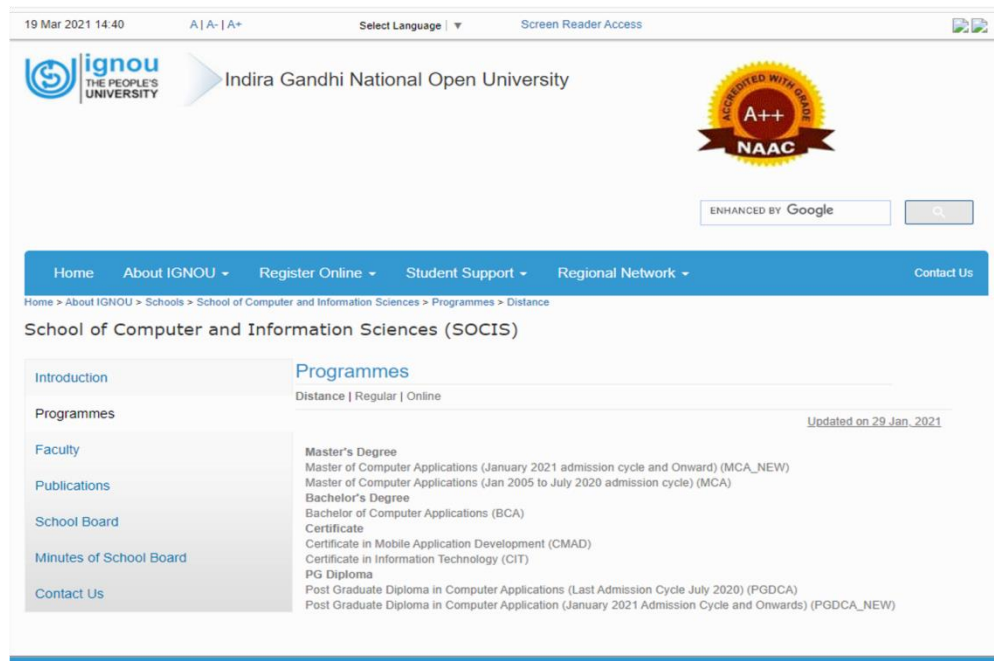 19 Mar 2021 14:40
A | A- | A+
Select Language | ▼
Screen Reader Access
ignou
THE PEOPLE'S
UNIVERSITY
Indira Gandhi National Open University
ACCREDITED WITH GRADE
A++
NAAC
ENHANCED BY Google
Home About IGNOU Register Online Student Support Regional Network Contact Us
Home > About IGNOU > Schools > School of Computer and Information Sciences > Programmes > Distance
School of Computer and Information Sciences (SOCIS)
Introduction
Programmes
Faculty
Publications
School Board
Minutes of School Board
Contact Us
Programmes
Distance | Regular | Online
Updated on 29 Jan, 2021
Master's Degree
Master of Computer Applications (January 2021 admission cycle and Onward) (MCA_NEW)
Master of Computer Applications (Jan 2005 to July 2020 admission cycle) (MCA)
Bachelor's Degree
Bachelor of Computer Applications (BCA)
Certificate
Certificate in Mobile Application Development (CMAD)
Certificate in Information Technology (CIT)
PG Diploma
Post Graduate Diploma in Computer Applications (Last Admission Cycle July 2020) (PGDCA)
Post Graduate Diploma in Computer Application (January 2021 Admission Cycle and Onwards) (PGDCA_NEW)